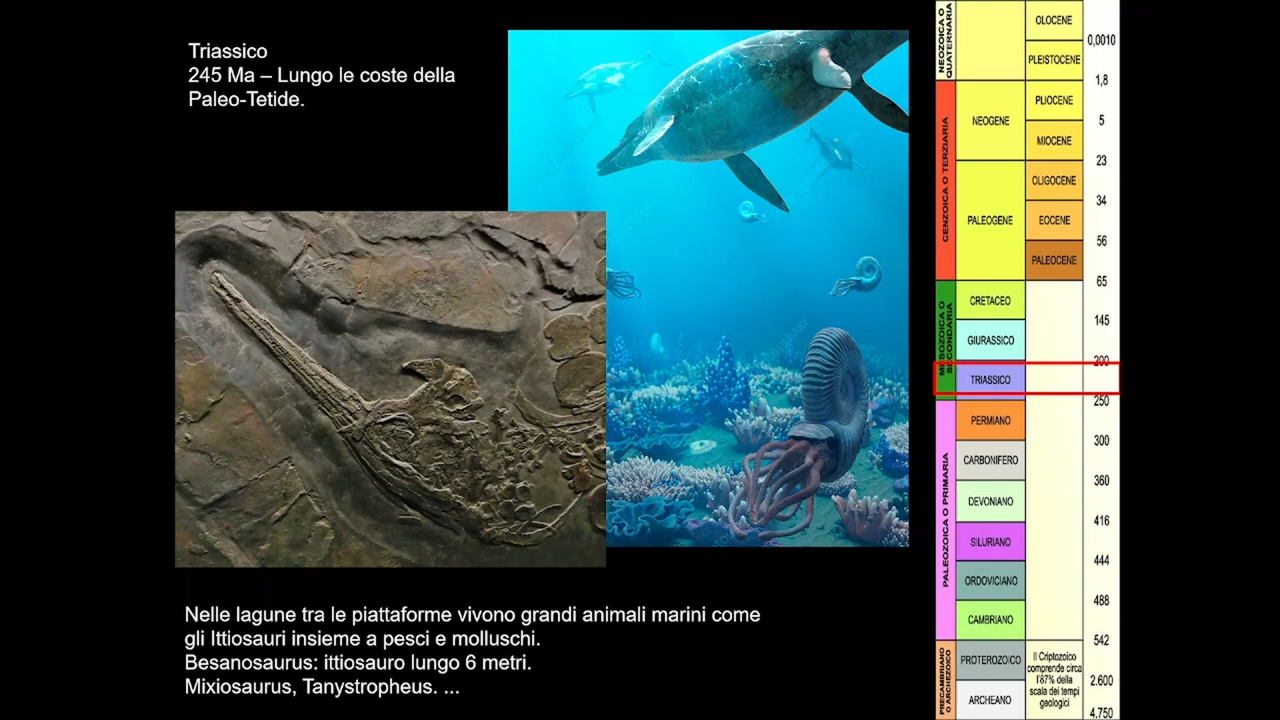 Triassico
245 Ma – Lungo le coste della
Paleo-Tetide.
Nelle lagune tra le piattaforme vivono grandi animali marini come
gli Ittiosauri insieme a pesci e molluschi.
Besanosaurus: ittiosauro lungo 6 metri.
Mixiosaurus, Tanystropheus. ...
NEOZOICA O
QUATERNARIA
OLOCENE
0,0010
PLEISTOCENE
1,8
CENZOICA O TERZIARIA
NEOGENE
PLIOCENE
5
MIOCENE
23
PALEOGENE
OLIGOCENE
34
EOCENE
56
PALEOCENE
65
MESOZOICA O
SECONDARIA
CRETACEO
145
GIURASSICO
200
TRIASSICO
250
PALEOZOICA O PRIMARIA
PERMIANO
300
CARBONIFERO
360
DEVONIANO
416
SILURIANO
444
ORDOVICIANO
488
CAMBRIANO
542
PRECAMBRIANO
O ARCHEZOICO
PROTEROZOICO
Il Criptozoico
comprende circa
l'87% della
scala dei tempi
geologici
2.600
ARCHEANO
4.750